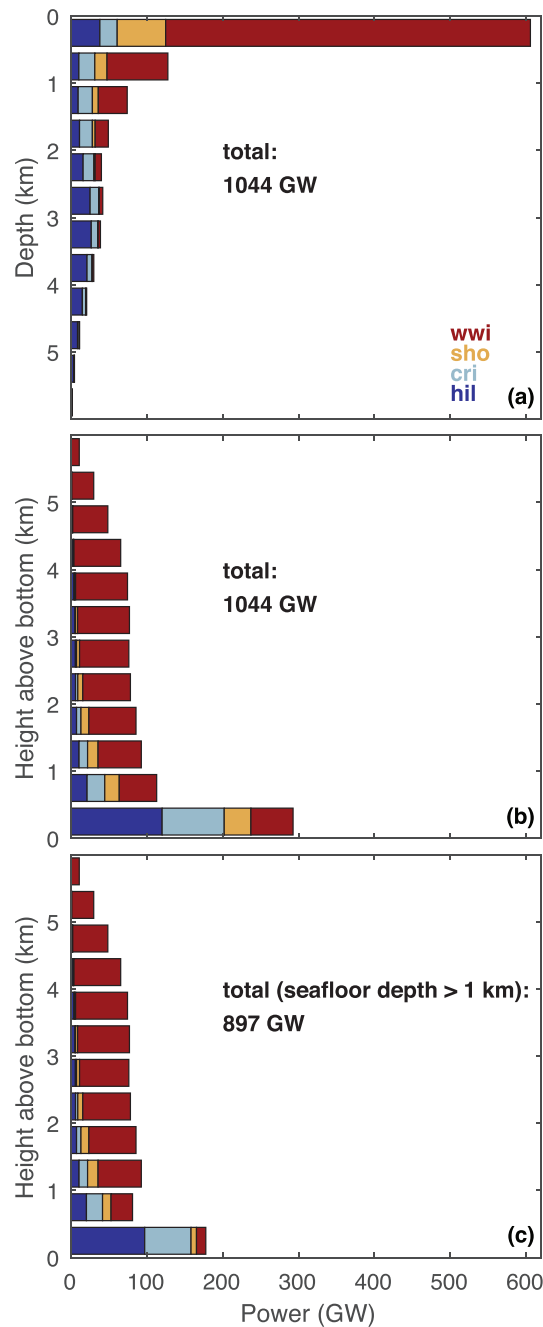 0
1
2
3
4
5
Depth (km)
total:
1044 GW
wwi
sho
cri
hil
(a)
5
4
3
2
1
0
Height above bottom (km)
total:
1044 GW
(b)
5
4
3
2
1
0
Height above bottom (km)
total (seafloor depth > 1 km):
897 GW
(c)
0 100 200 300 400 500 600
Power (GW)